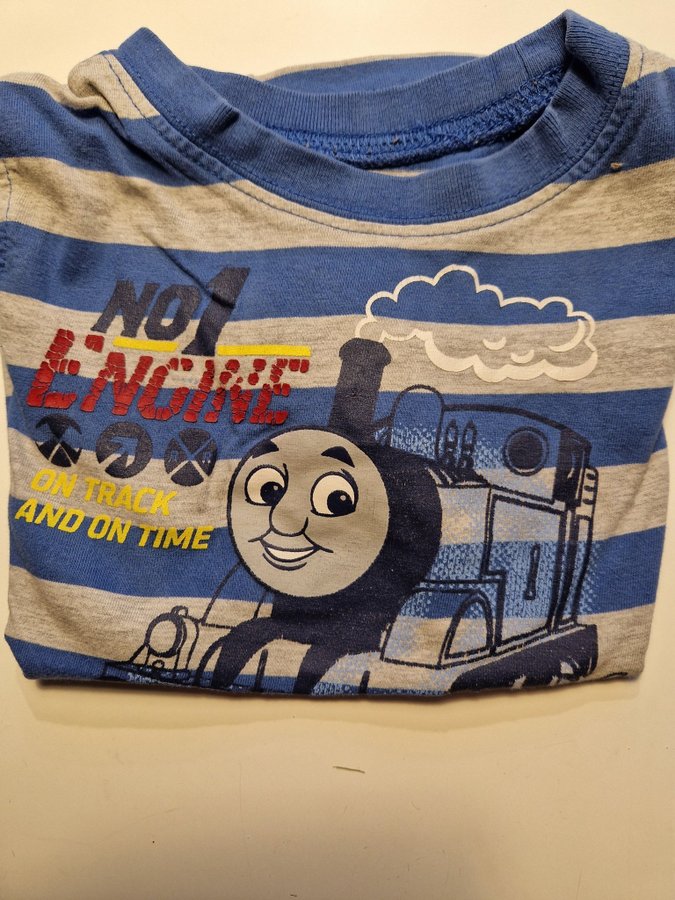 NO1
ENGINE
ON TRACK
AND ON TIME